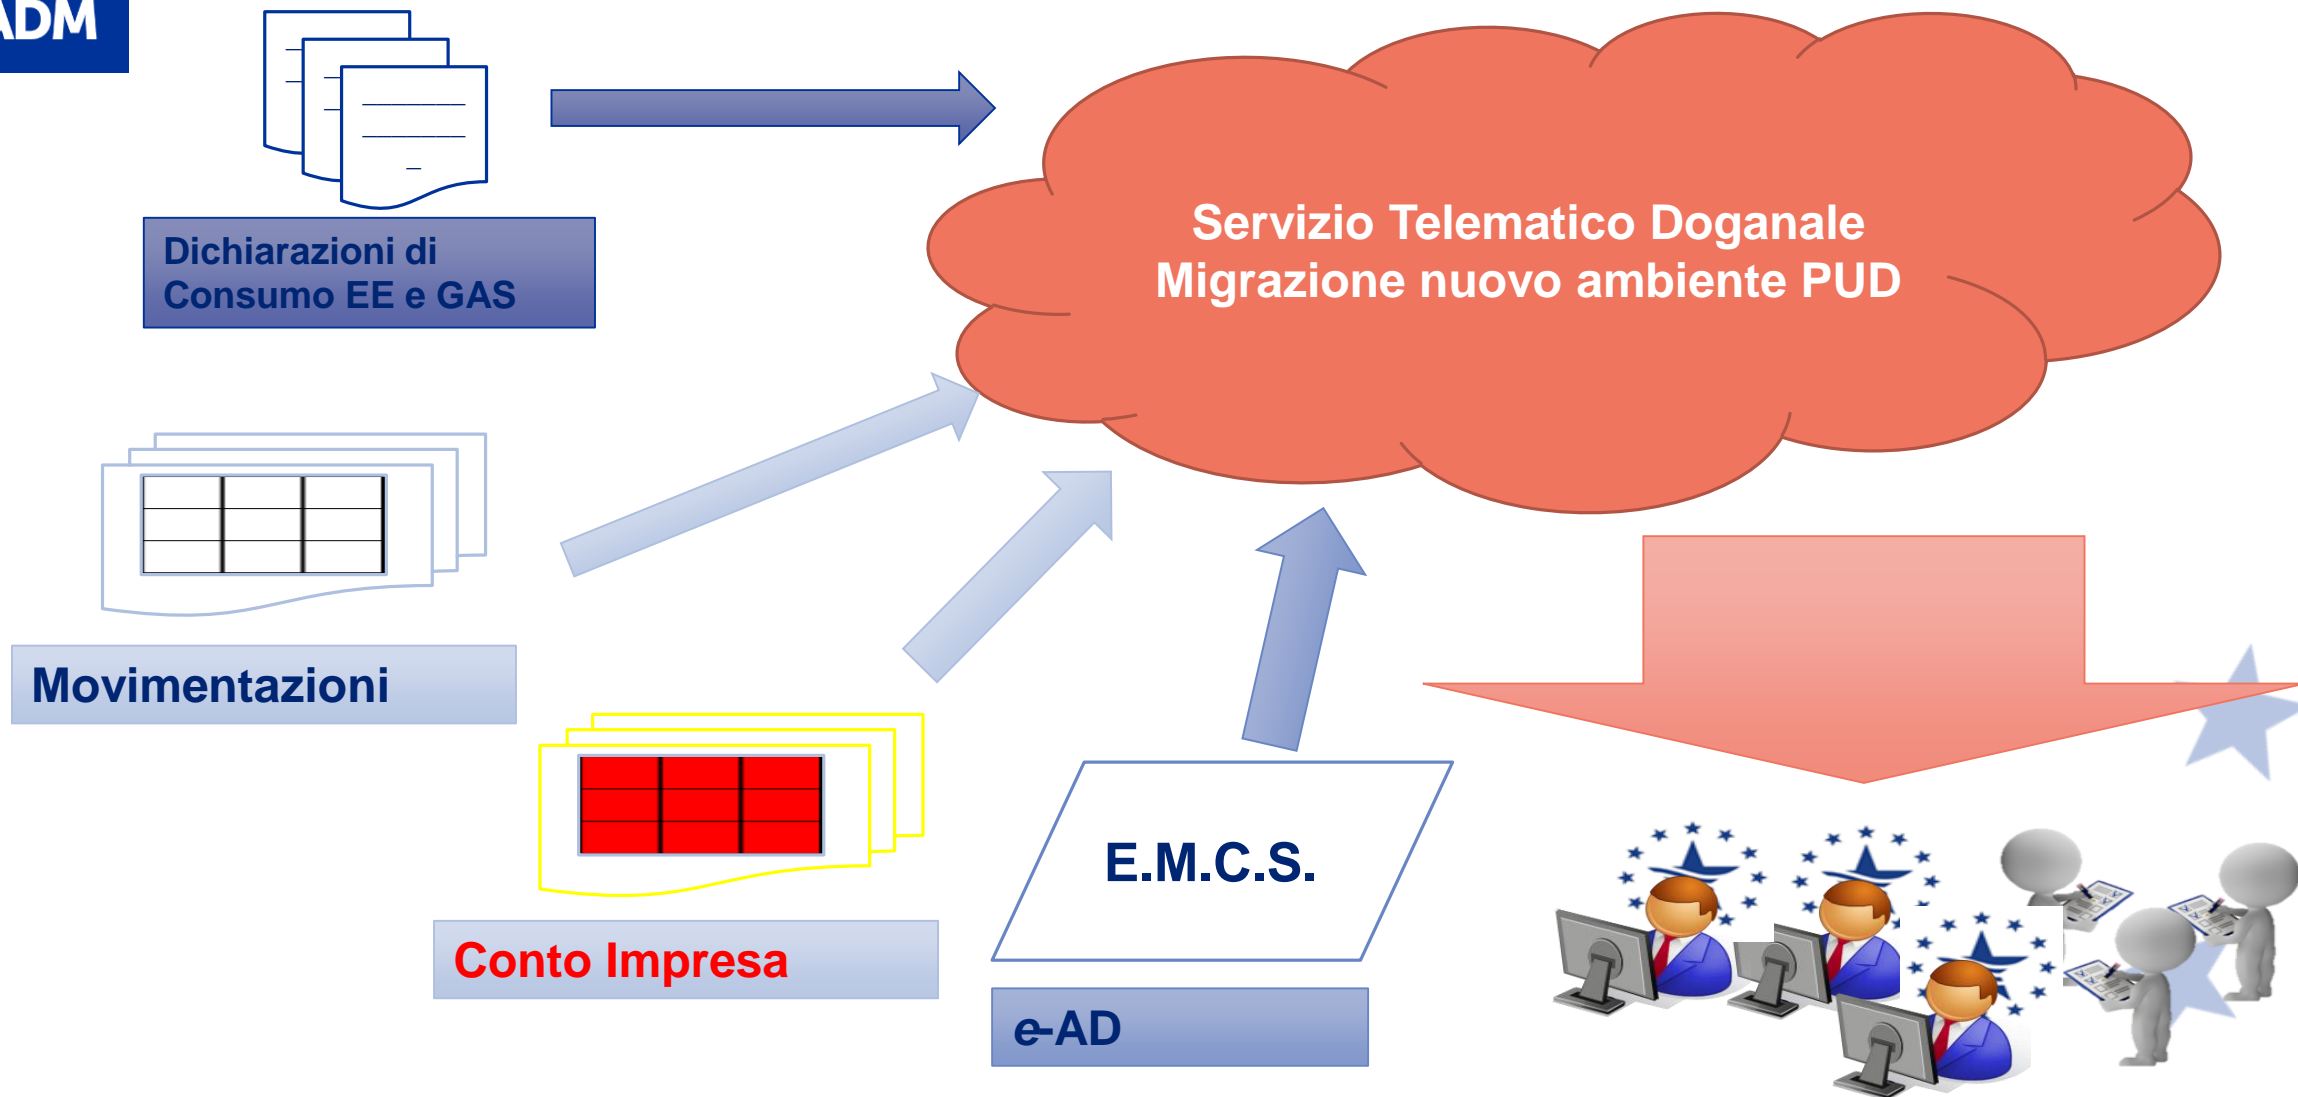 ADM
Dichiarazioni di
Consumo EE e GAS
Servizio Telematico Doganale
Migrazione nuovo ambiente PUD
Movimentazioni
Conto Impresa
E.M.C.S.
e-AD